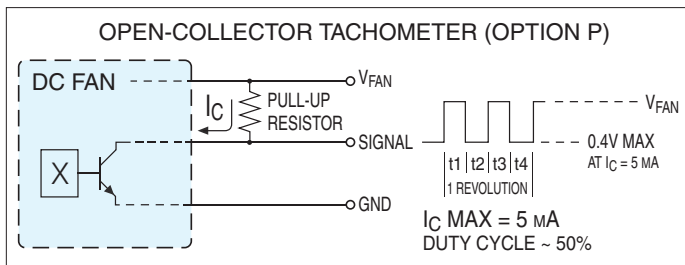 OPEN-COLLECTOR TACHOMETER (OPTION P)
DC FAN
VFAN
IC
PULL-UP
RESISTOR
SIGNAL
X
GND
VFAN
0.4V MAX
AT IC = 5 MA
t1 t2 t3 t4
1 REVOLUTION
IC MAX = 5 MA
DUTY CYCLE ~ 50%